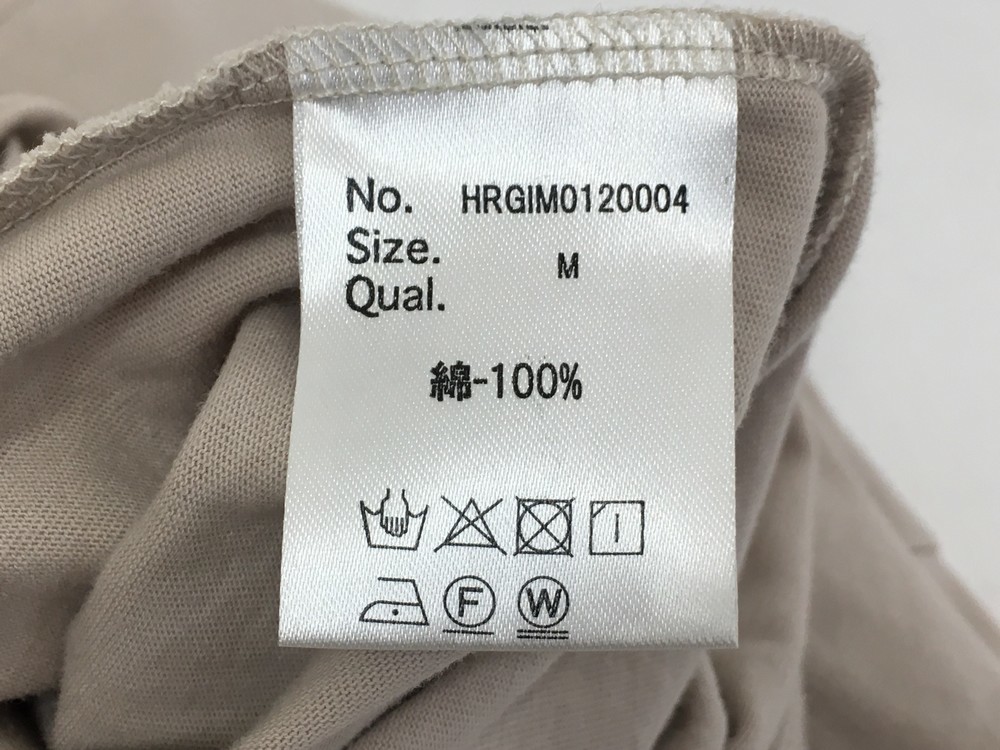 No. HRGIM0120004
Size. M
Qual.
綿-100%
F W